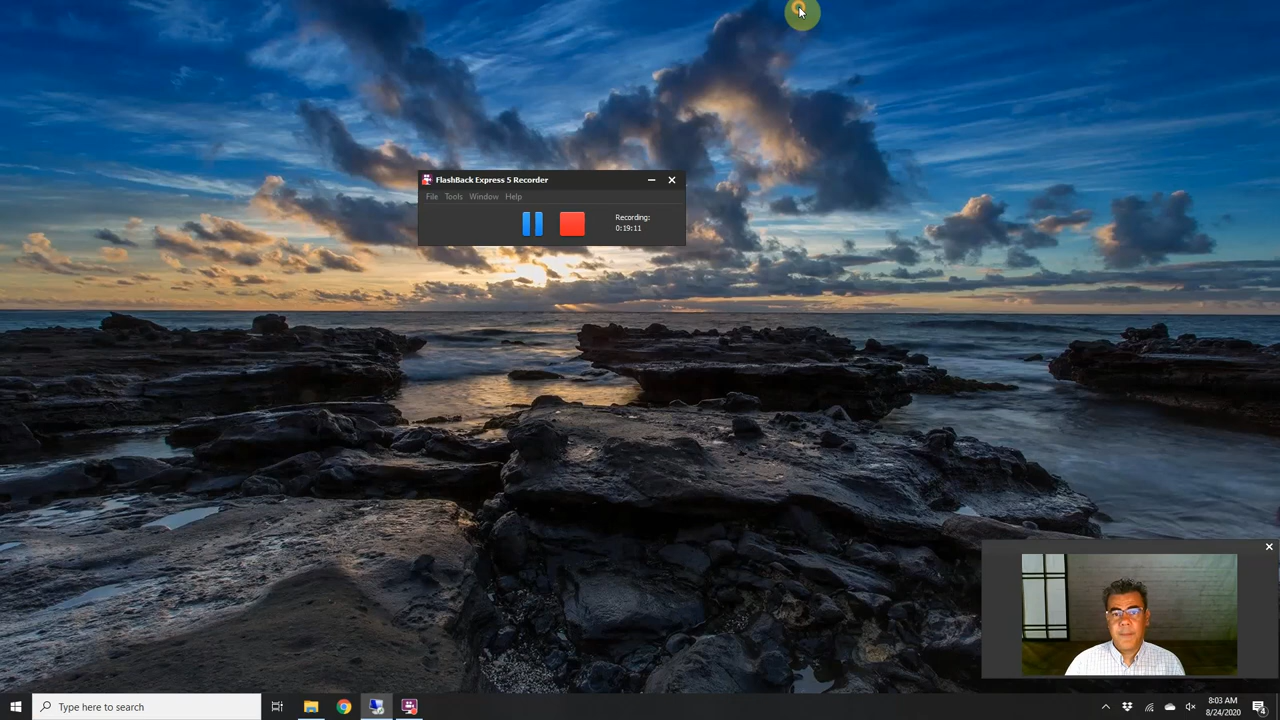 FlashBack Express 5 Recorder
File Tools Window Help
Recording:
0:19:11
Type here to search
8:03 AM
8/24/2020
4